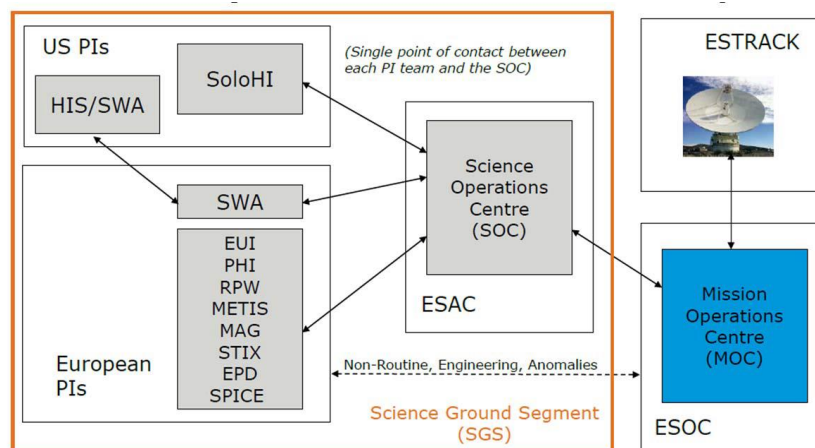 US PIs
SoloHI
HIS/SWA
(Single point of contact between
each PI team and the SOC)
ESTRACK
SWA
Science
Operations
Centre
(SOC)
ESAC
EUI
PHI
RPW
METIS
MAG
STIX
EPD
SPICE
European
PIs
Non-Routine, Engineering, Anomalies
Mission
Operations
Centre
(MOC)
ESOC
Science Ground Segment
(SGS)